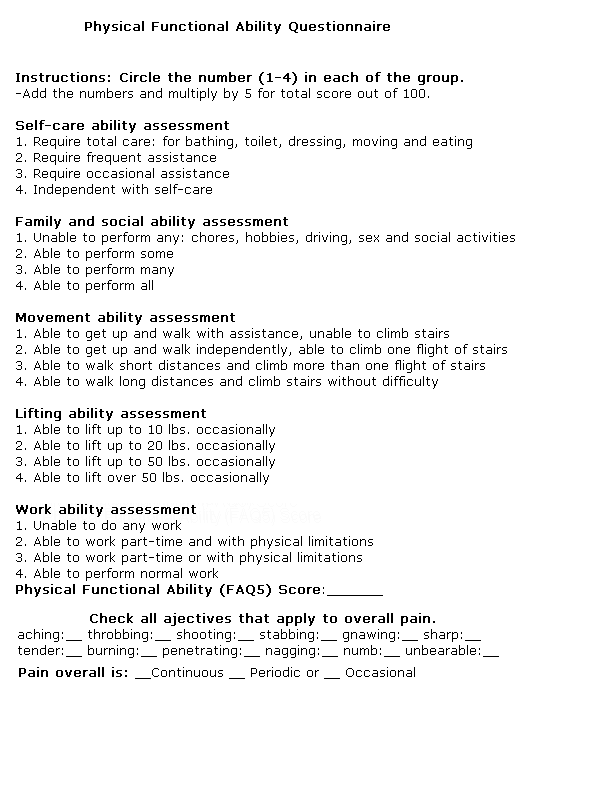 Physical Functional Ability Questionnaire
Instructions: Circle the number (1-4) in each of the group.
-Add the numbers and multiply by 5 for total score out of 100.
Self-care ability assessment
1. Require total care: for bathing, toilet, dressing, moving and eating
2. Require frequent assistance
3. Require occasional assistance
4. Independent with self-care
Family and social ability assessment
1. Unable to perform any: chores, hobbies, driving, sex and social activities
2. Able to perform some
3. Able to perform many
4. Able to perform all
Movement ability assessment
1. Able to get up and walk with assistance, unable to climb stairs
2. Able to get up and walk independently, able to climb one flight of stairs
3. Able to walk short distances and climb more than one flight of stairs
4. Able to walk long distances and climb stairs without difficulty
Lifting ability assessment
1. Able to lift up to 10 lbs. occasionally
2. Able to lift up to 20 lbs. occasionally
3. Able to lift up to 50 lbs. occasionally
4. Able to lift over 50 lbs. occasionally
Work ability assessment
1. Unable to do any work
2. Able to work part-time and with physical limitations
3. Able to work part-time or with physical limitations
4. Able to perform normal work
Physical Functional Ability (FAQ5) Score:_______
Check all ajectives that apply to overall pain.
aching:__ throbbing:__ shooting:__ stabbing:__ gnawing:__ sharp:__
tender:__ burning:__ penetrating:__ nagging:__ numb:__ unbearable:__
Pain overall is: __Continuous __ Periodic or __ Occasional